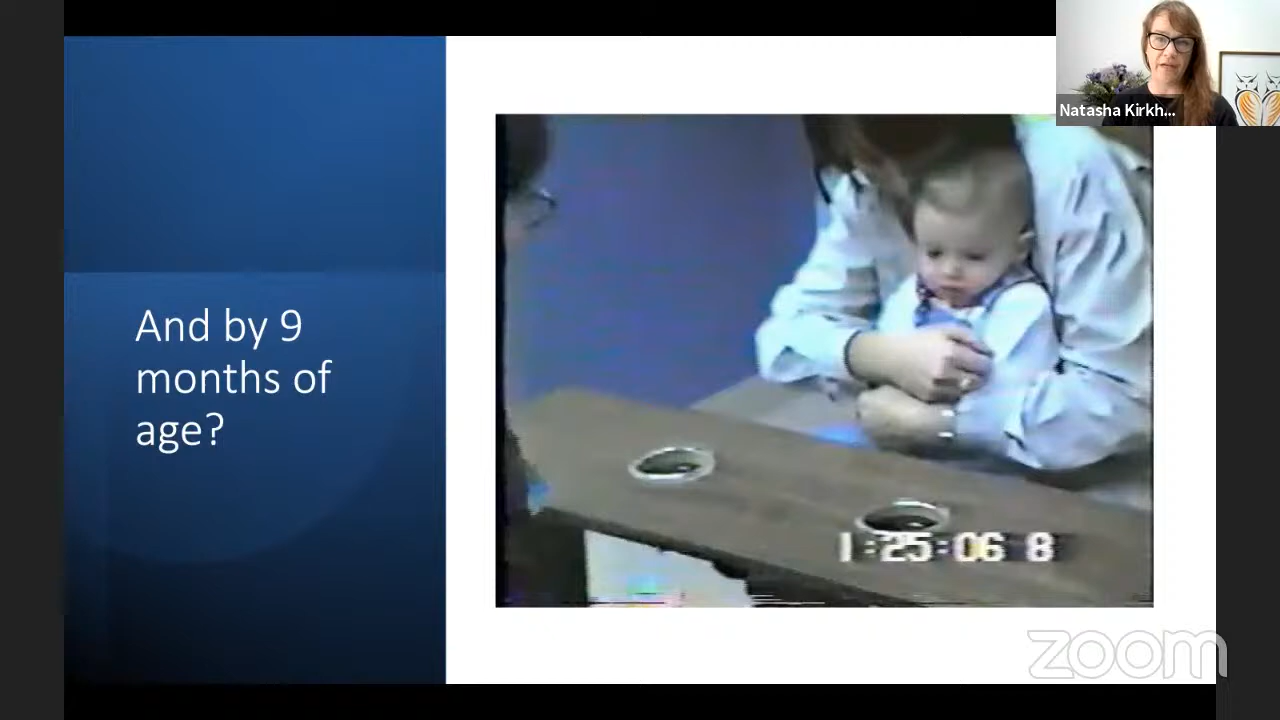 Natasha Kirkh...
And by 9
months of
age?
1:25:06 8
zoom